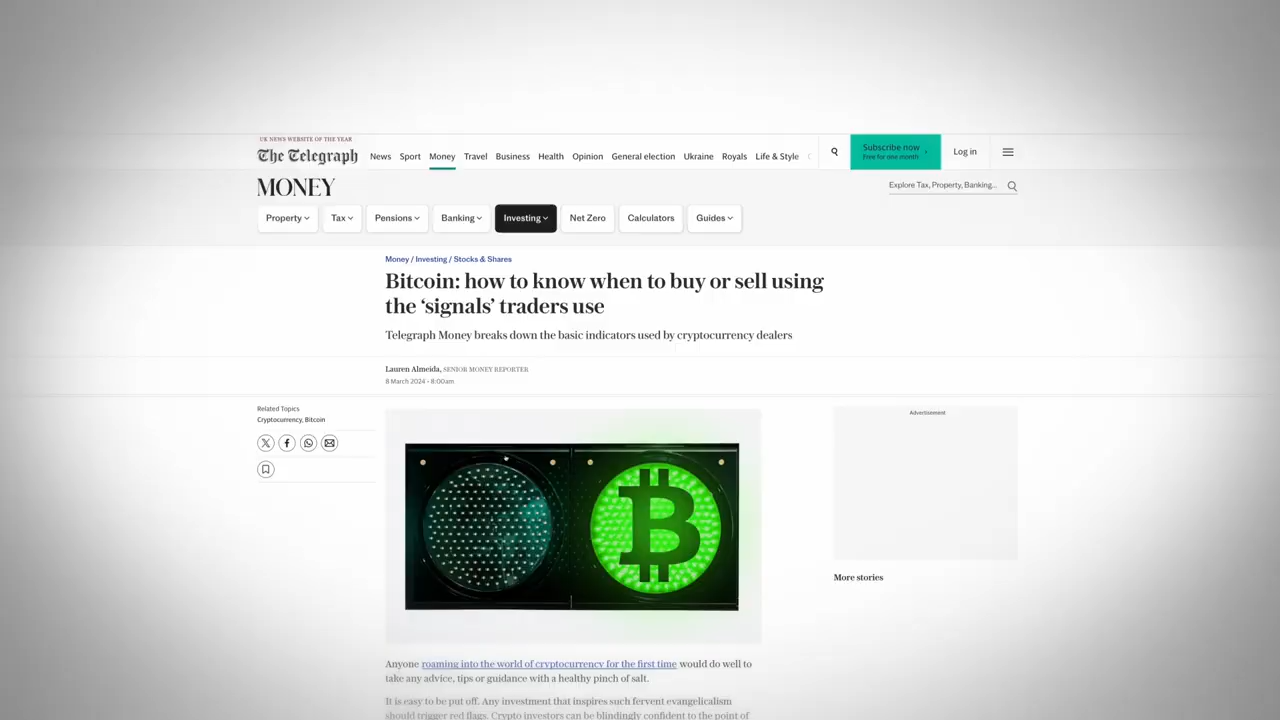 UK NEWS WEBSITE OF THE YEAR
The Telegraph
News Sport Money Travel Business Health Opinion General election Ukraine Royals Life & Style
Subscribe now
Free for one month
Log in
MONEY
Explore Tax, Property, Banking...
Property Tax Pensions Banking Investing Net Zero Calculators Guides
Money / Investing / Stocks & Shares
Bitcoin: how to know when to buy or sell using
the ‘signals’ traders use
Telegraph Money breaks down the basic indicators used by cryptocurrency dealers
Lauren Almeida, SENIOR MONEY REPORTER
8 March 2024 • 8:00am
Related Topics
Cryptocurrency, Bitcoin
Advertisement
More stories
Anyone roaming into the world of cryptocurrency for the first time would do well to
take any advice, tips or guidance with a healthy pinch of salt.
It is easy to be put off. Any investment that inspires such fervent evangelicalism
should trigger red flags. Crypto investors can be blindingly confident to the point of